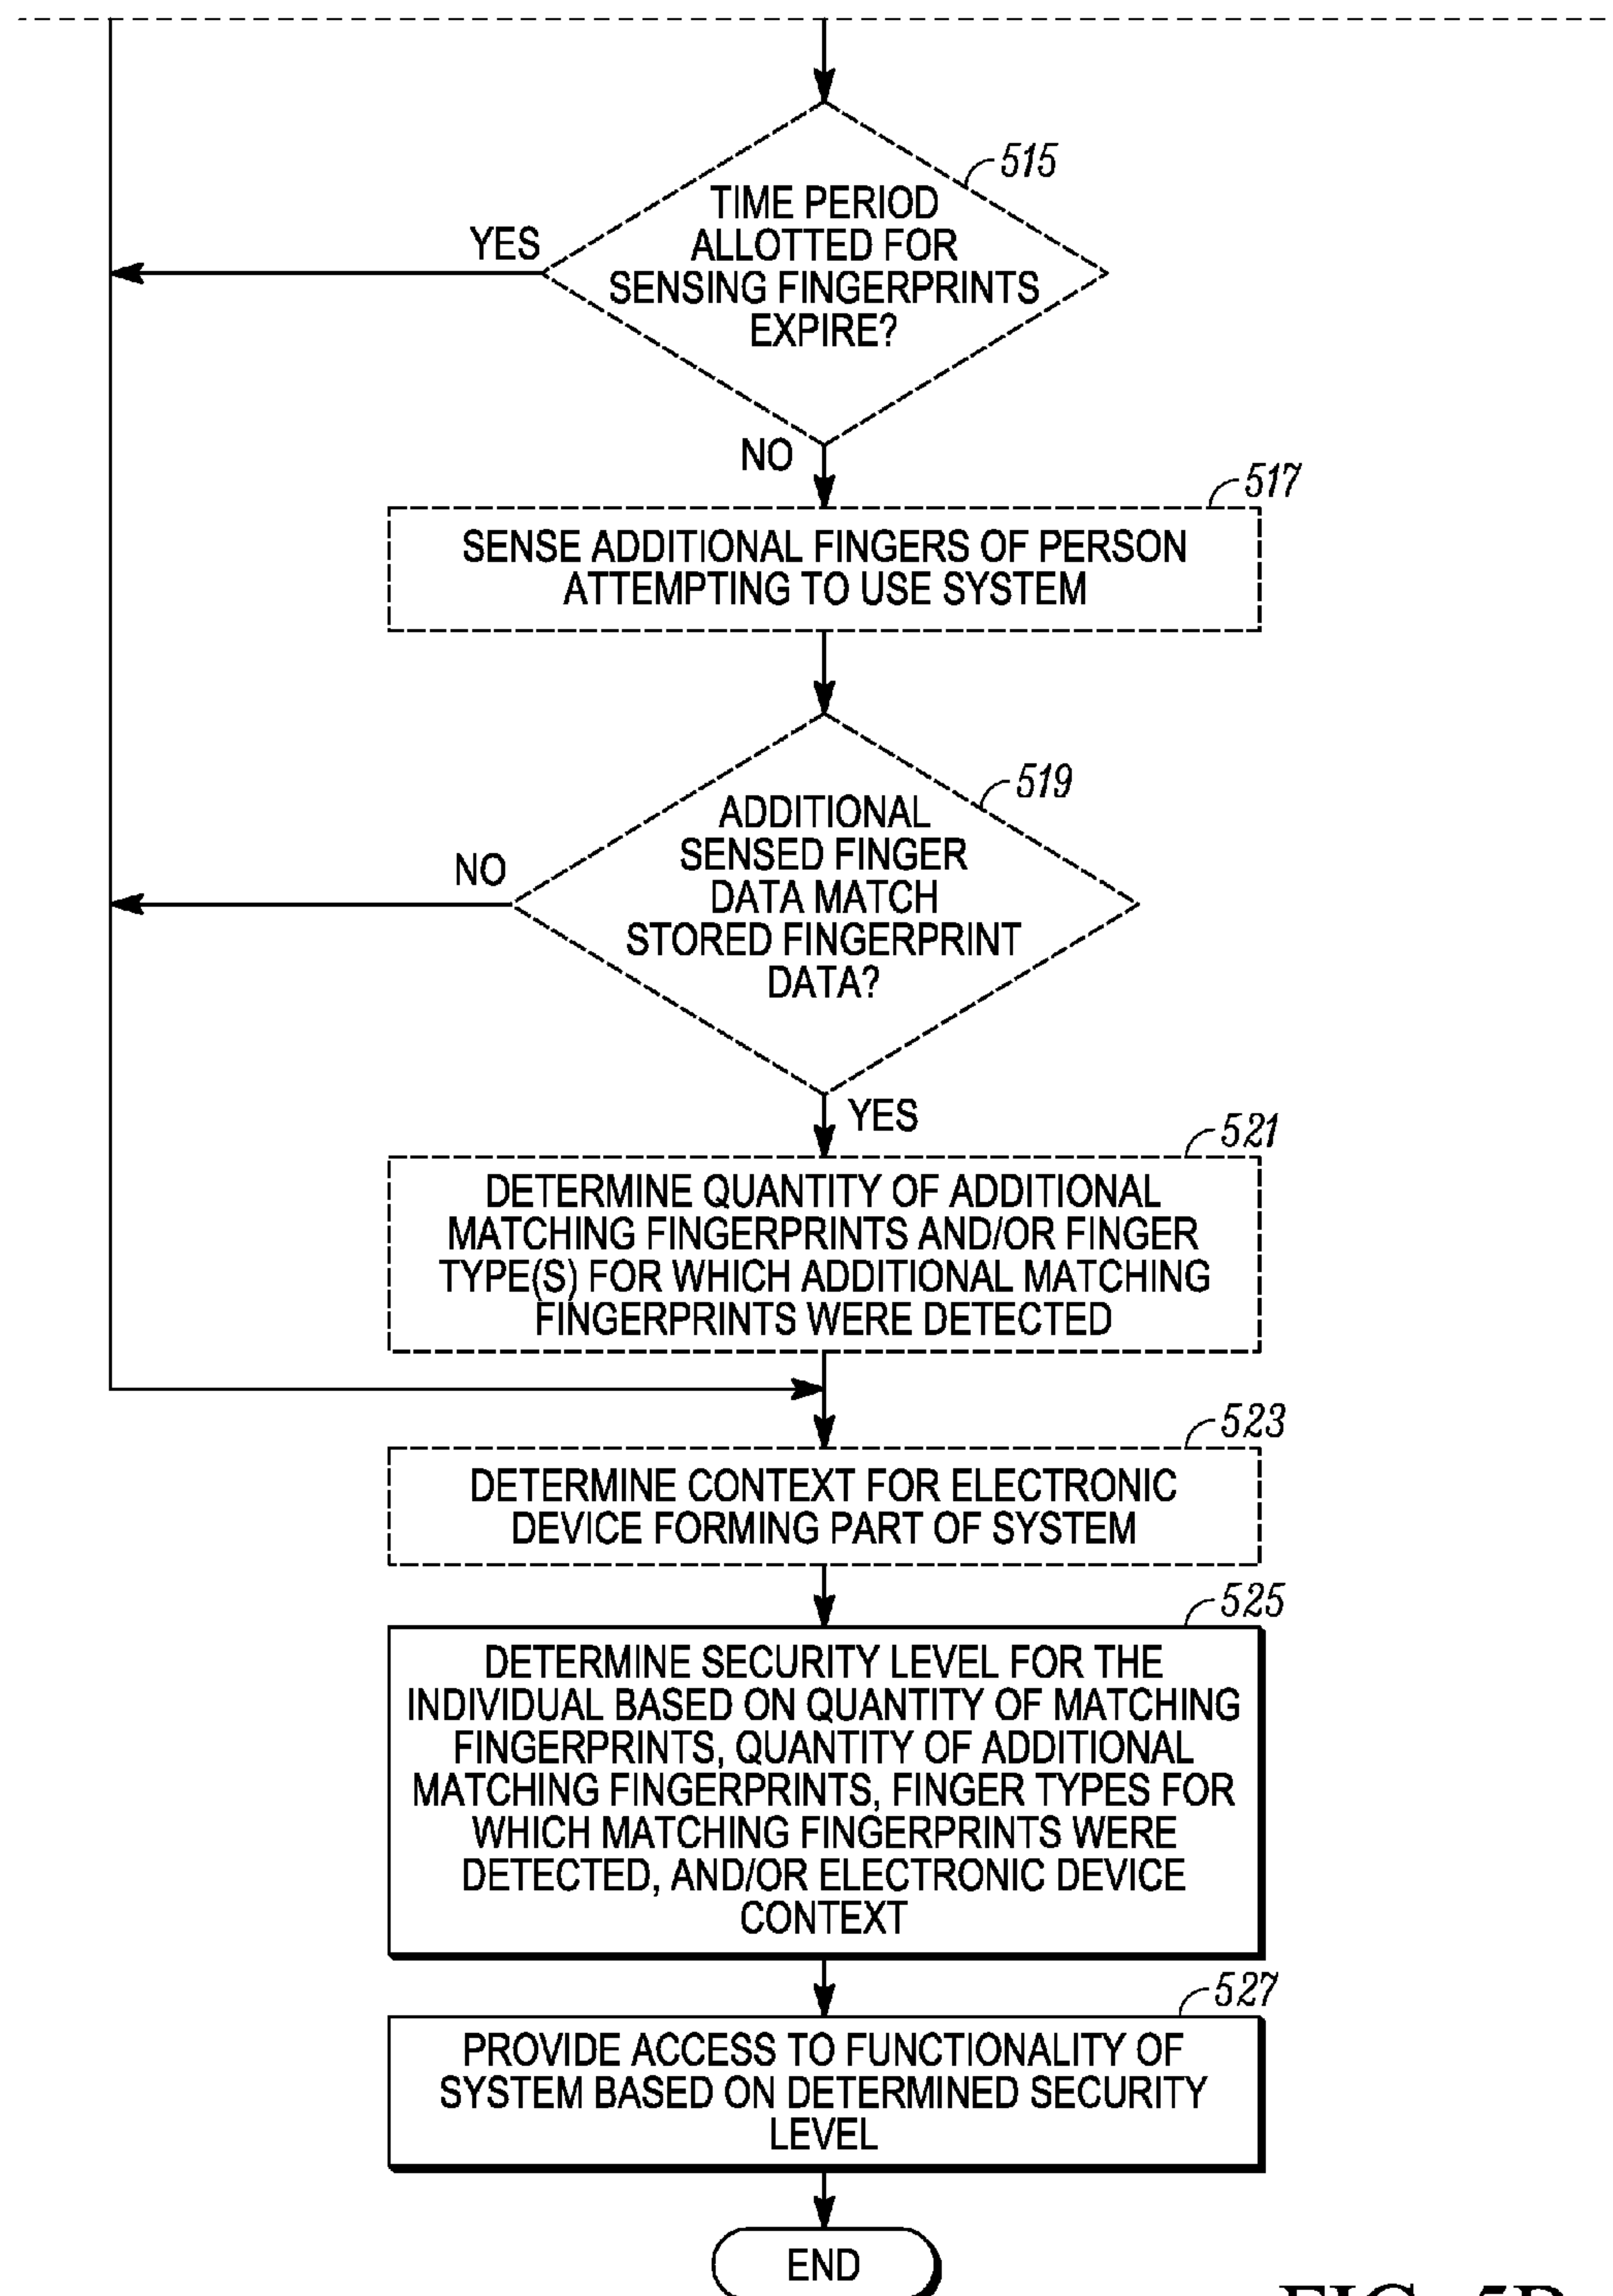 515
TIME PERIOD
ALLOTTED FOR
SENSING FINGERPRINTS
EXPIRE?
YES
NO
517
SENSE ADDITIONAL FINGERS OF PERSON
ATTEMPTING TO USE SYSTEM
519
ADDITIONAL
SENSED FINGER
DATA MATCH
STORED FINGERPRINT
DATA?
NO
YES
521
DETERMINE QUANTITY OF ADDITIONAL
MATCHING FINGERPRINTS AND/OR FINGER
TYPE(S) FOR WHICH ADDITIONAL MATCHING
FINGERPRINTS WERE DETECTED
523
DETERMINE CONTEXT FOR ELECTRONIC
DEVICE FORMING PART OF SYSTEM
525
DETERMINE SECURITY LEVEL FOR THE
INDIVIDUAL BASED ON QUANTITY OF MATCHING
FINGERPRINTS, QUANTITY OF ADDITIONAL
MATCHING FINGERPRINTS, FINGER TYPES FOR
WHICH MATCHING FINGERPRINTS WERE
DETECTED, AND/OR ELECTRONIC DEVICE
CONTEXT
527
PROVIDE ACCESS TO FUNCTIONALITY OF
SYSTEM BASED ON DETERMINED SECURITY
LEVEL
END